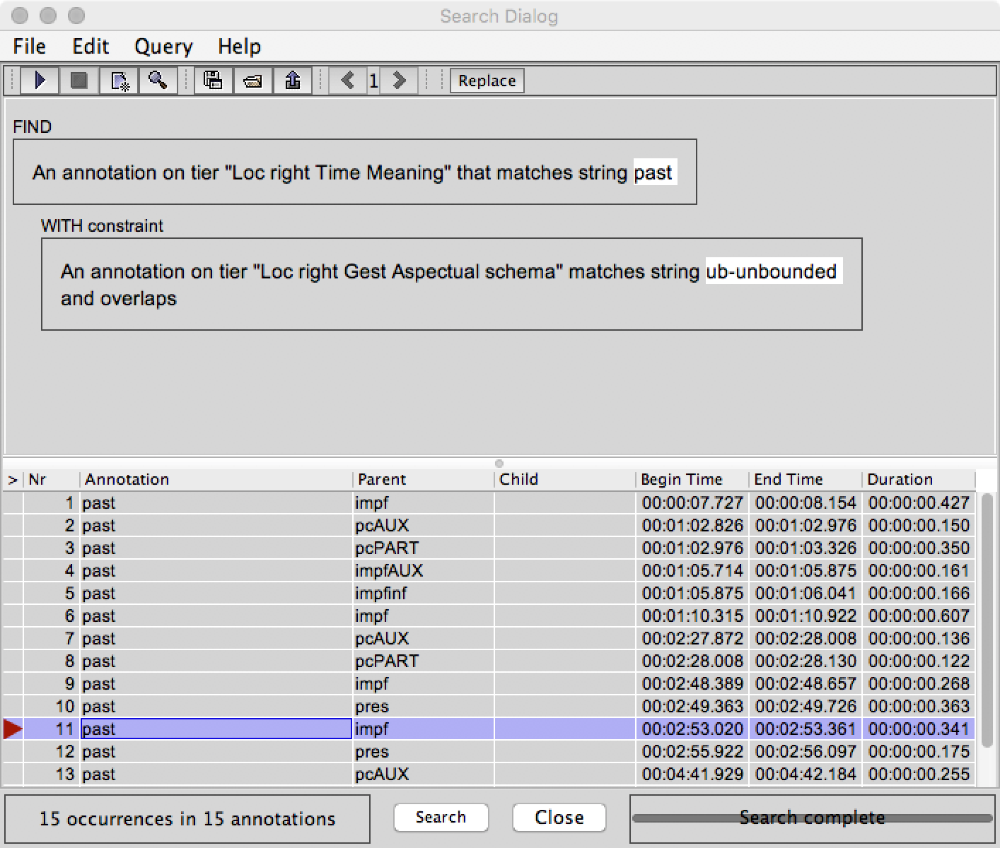 Search Dialog
File Edit Query Help
1 Replace
FIND
An annotation on tier "Loc right Time Meaning" that matches string past
WITH constraint
An annotation on tier "Loc right Gest Aspectual schema" matches string ub-unbounded
and overlaps
> Nr Annotation Parent Child Begin Time End Time Duration
1 past impf 00:00:07.727 00:00:08.154 00:00:00.427
2 past pcAUX 00:01:02.826 00:01:02.976 00:00:00.150
3 past pcPART 00:01:02.976 00:01:03.326 00:00:00.350
4 past impfAUX 00:01:05.714 00:01:05.875 00:00:00.161
5 past impfinf 00:01:05.875 00:01:06.041 00:00:00.166
6 past impf 00:01:10.315 00:01:10.922 00:00:00.607
7 past pcAUX 00:02:27.872 00:02:28.008 00:00:00.136
8 past pcPART 00:02:28.008 00:02:28.130 00:00:00.122
9 past impf 00:02:48.389 00:02:48.657 00:00:00.268
10 past pres 00:02:49.363 00:02:49.726 00:00:00.363
11 past impf 00:02:53.020 00:02:53.361 00:00:00.341
12 past pres 00:02:55.922 00:02:56.097 00:00:00.175
13 past pcAUX 00:04:41.929 00:04:42.184 00:00:00.255
15 occurrences in 15 annotations Search Close Search complete